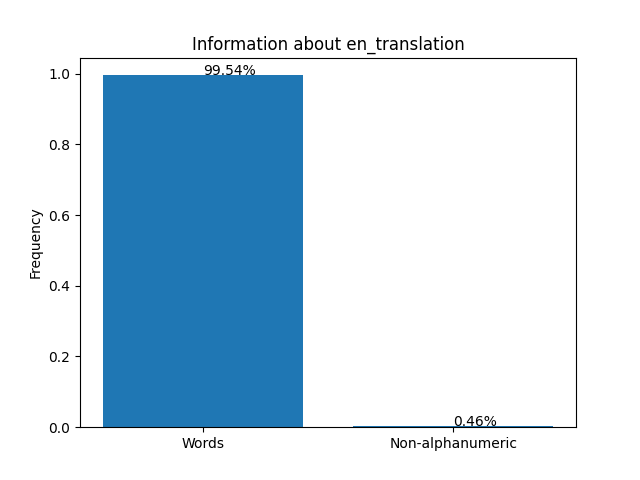 Information about en_translation
1.0
0.8
0.6
0.4
0.2
0.0
Frequency
99.54%
0.46%
Words
Non-alphanumeric